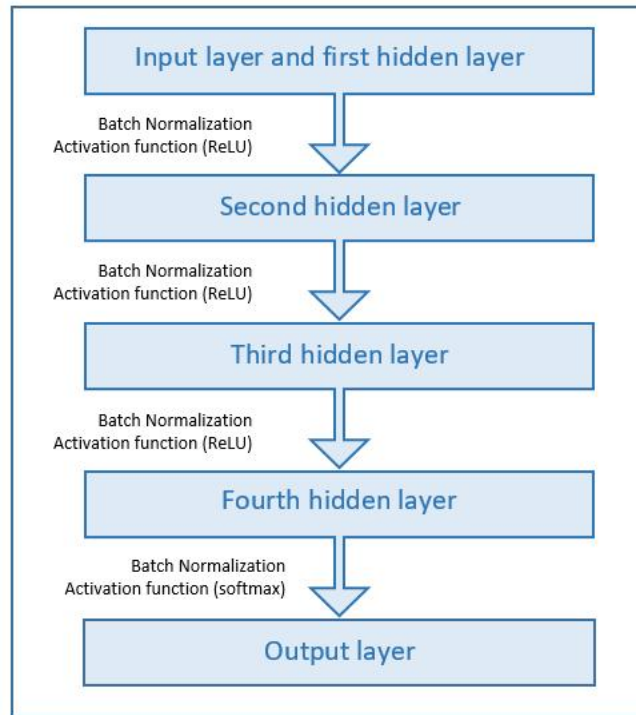 Input layer and first hidden layer
Batch Normalization
Activation function (ReLU)
Second hidden layer
Batch Normalization
Activation function (ReLU)
Third hidden layer
Batch Normalization
Activation function (ReLU)
Fourth hidden layer
Batch Normalization
Activation function (softmax)
Output layer